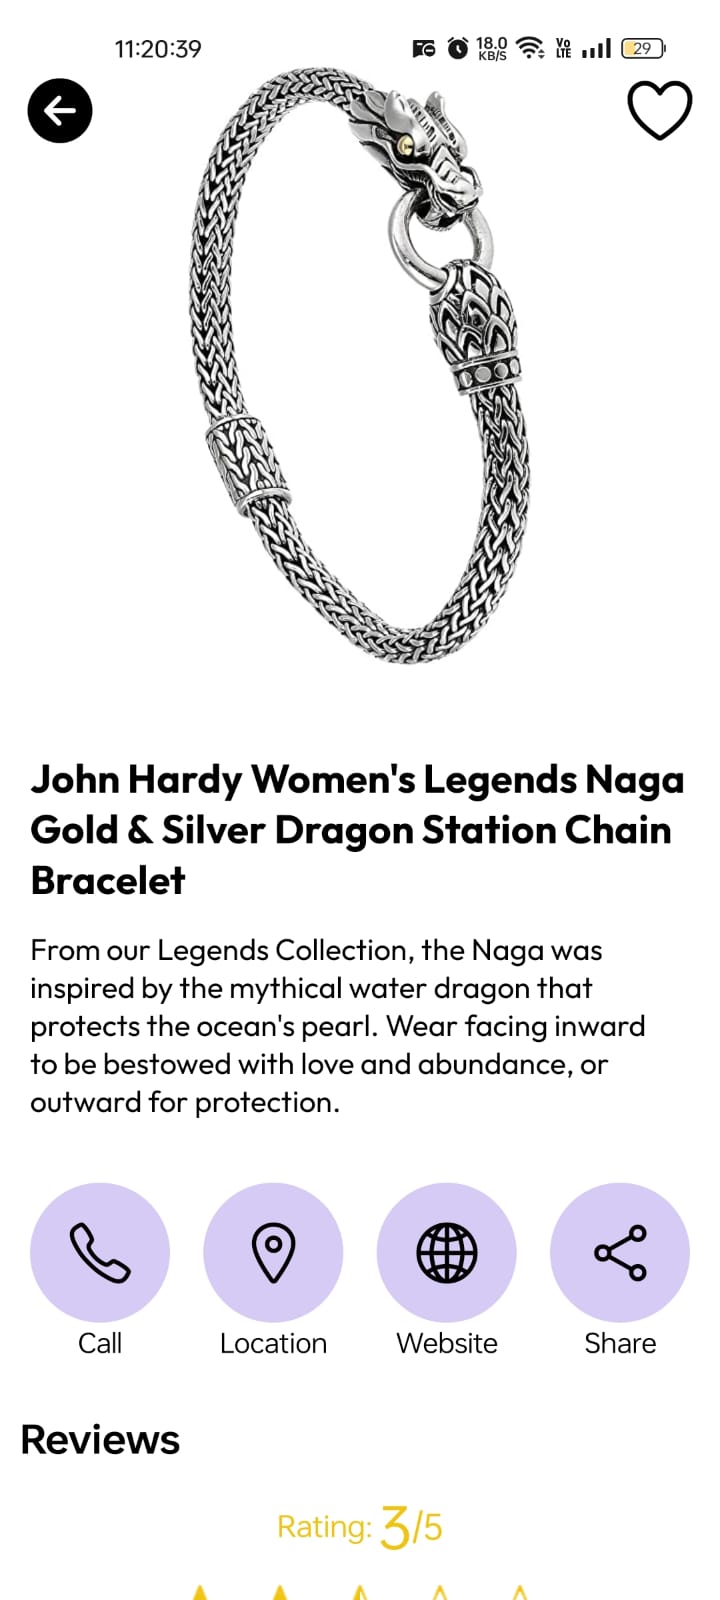 11:20:39
18.0
KB/S
Vo
LTE
29
John Hardy Women's Legends Naga
Gold & Silver Dragon Station Chain
Bracelet
From our Legends Collection, the Naga was
inspired by the mythical water dragon that
protects the ocean's pearl. Wear facing inward
to be bestowed with love and abundance, or
outward for protection.
Call
Location
Website
Share
Reviews
Rating: 3/5